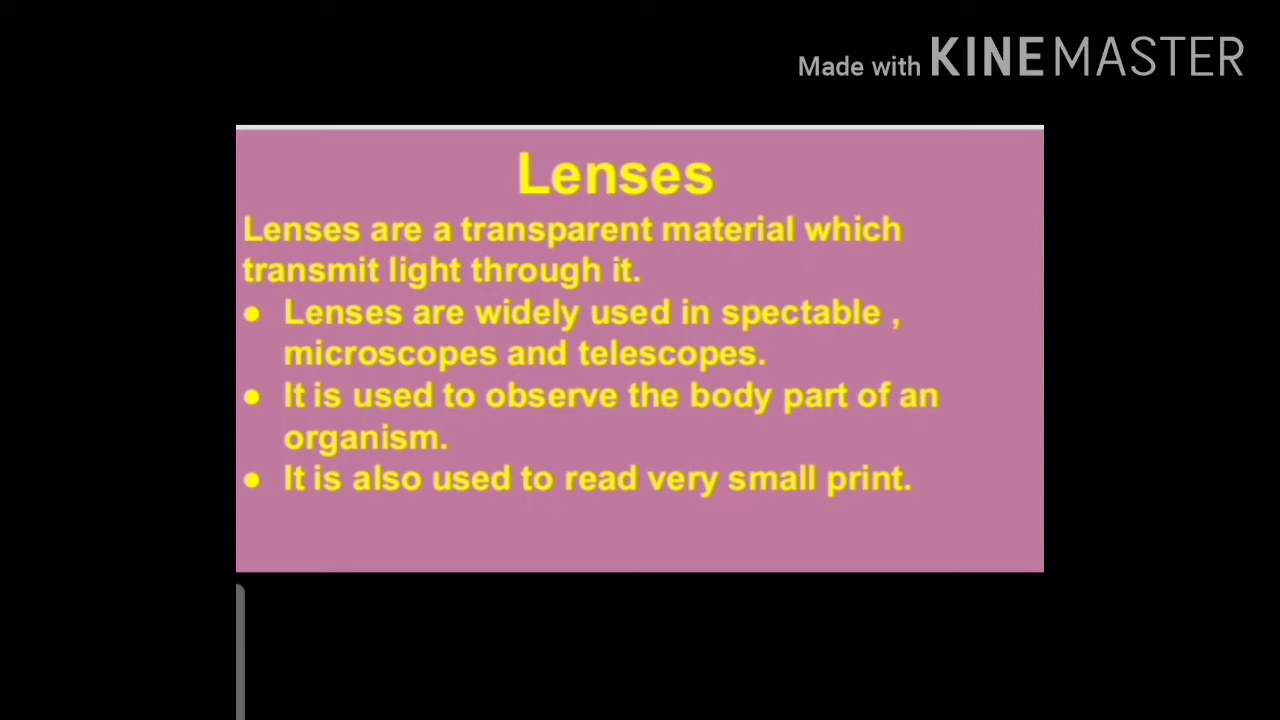 Made with KINEMASTER
Lenses
Lenses are a transparent material which
transmit light through it.
● Lenses are widely used in spectable ,
microscopes and telescopes.
● It is used to observe the body part of an
organism.
● It is also used to read very small print.